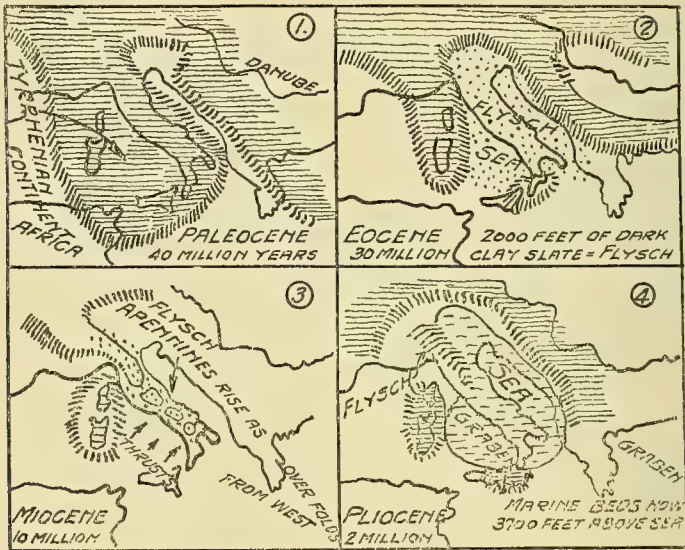 1.
DANUBE
TYRRHENIAN
CONTINENT
AFRICA
PALEOCENE
40 MILLION YEARS
2
FLYSCH
SEA
EOCENE
30 MILLION
2000 FEET OF DARK
CLAY SLATE = FLYSCH
3
FLYSCH
APENNINES RISE AS
OVER FOLDS
FROM WEST
THRUST
MIOCENE
10 MILLION
4
FLYSCH
SEA
GRABEN
GRABEN
PLIOCENE
2 MILLION
MARINE BEDS NOW
3700 FEET ABOVE SEA